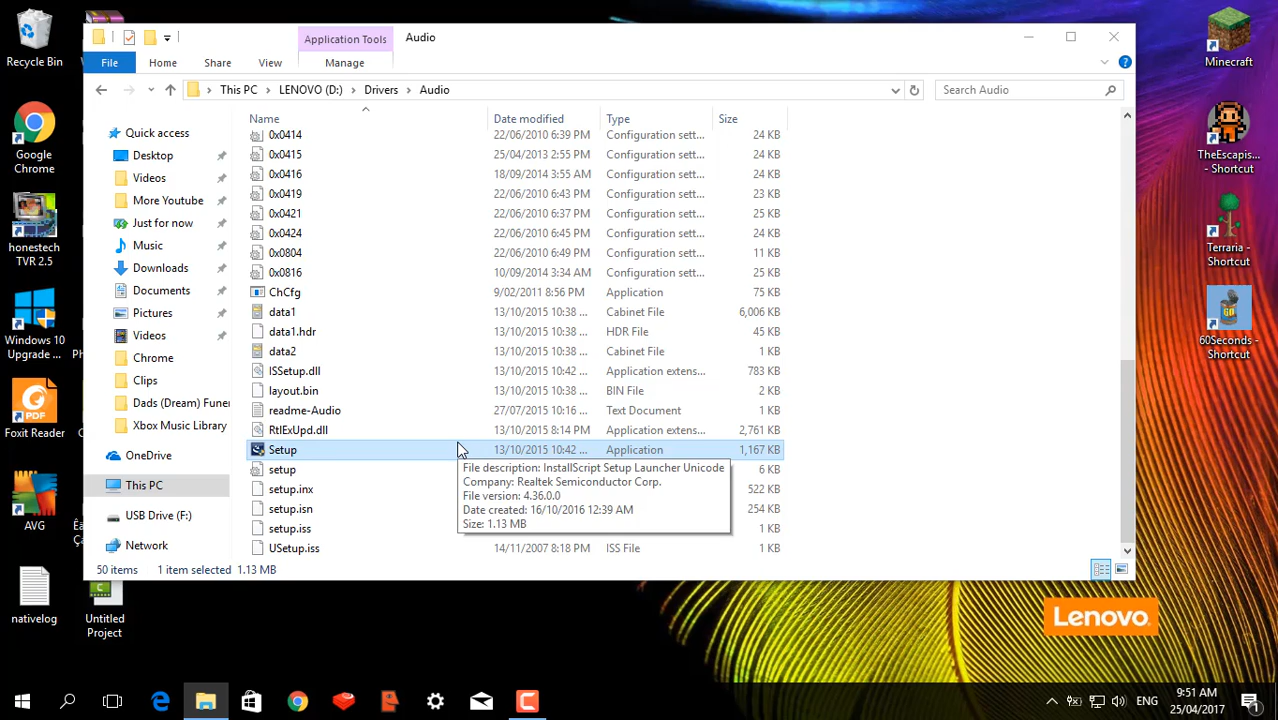 Recycle Bin
Google Chrome
honestech TVR 2.5
Windows 10 Upgrade ...
Foxit Reader
AVG
nativelog
Untitled Project
Application Tools
Audio
File
Home
Share
View
Manage
This PC
LENOVO (D:)
Drivers
Audio
Search Audio
Quick access
Desktop
Videos
More Youtube
Just for now
Music
Downloads
Documents
Pictures
Videos
Chrome
Clips
Dads (Dream) Fune
Xbox Music Library
OneDrive
This PC
USB Drive (F:)
Network
Name Date modified Type Size
0x0414 22/06/2010 6:39 PM Configuration sett... 24 KB
0x0415 25/04/2013 2:55 PM Configuration sett... 24 KB
0x0416 18/09/2014 3:55 AM Configuration sett... 24 KB
0x0419 22/06/2010 6:43 PM Configuration sett... 23 KB
0x0421 22/06/2010 6:37 PM Configuration sett... 25 KB
0x0424 22/06/2010 6:45 PM Configuration sett... 24 KB
0x0804 22/06/2010 6:49 PM Configuration sett... 11 KB
0x0816 10/09/2014 3:34 AM Configuration sett... 25 KB
ChCfg 9/02/2011 8:56 PM Application 75 KB
data1 13/10/2015 10:38 ... Cabinet File 6,006 KB
data1.hdr 13/10/2015 10:38 ... HDR File 45 KB
data2 13/10/2015 10:38 ... Cabinet File 1 KB
ISSetup.dll 13/10/2015 10:42 ... Application extens... 783 KB
layout.bin 13/10/2015 10:38 ... BIN File 2 KB
readme-Audio 27/07/2015 10:16 ... Text Document 1 KB
RtlExUpd.dll 13/10/2015 8:14 PM Application extens... 2,761 KB
Setup 13/10/2015 10:42 ... Application 1,167 KB
setup 6 KB
setup.inx 522 KB
setup.isn 254 KB
setup.iss 1 KB
USetup.iss 14/11/2007 8:18 PM ISS File 1 KB
File description: InstallScript Setup Launcher Unicode
Company: Realtek Semiconductor Corp.
File version: 4.36.0.0
Date created: 16/10/2016 12:39 AM
Size: 1.13 MB
50 items 1 item selected 1.13 MB
Minecraft
TheEscapis... - Shortcut
Terraria - Shortcut
60
60Seconds - Shortcut
Lenovo
ENG
9:51 AM
25/04/2017
1